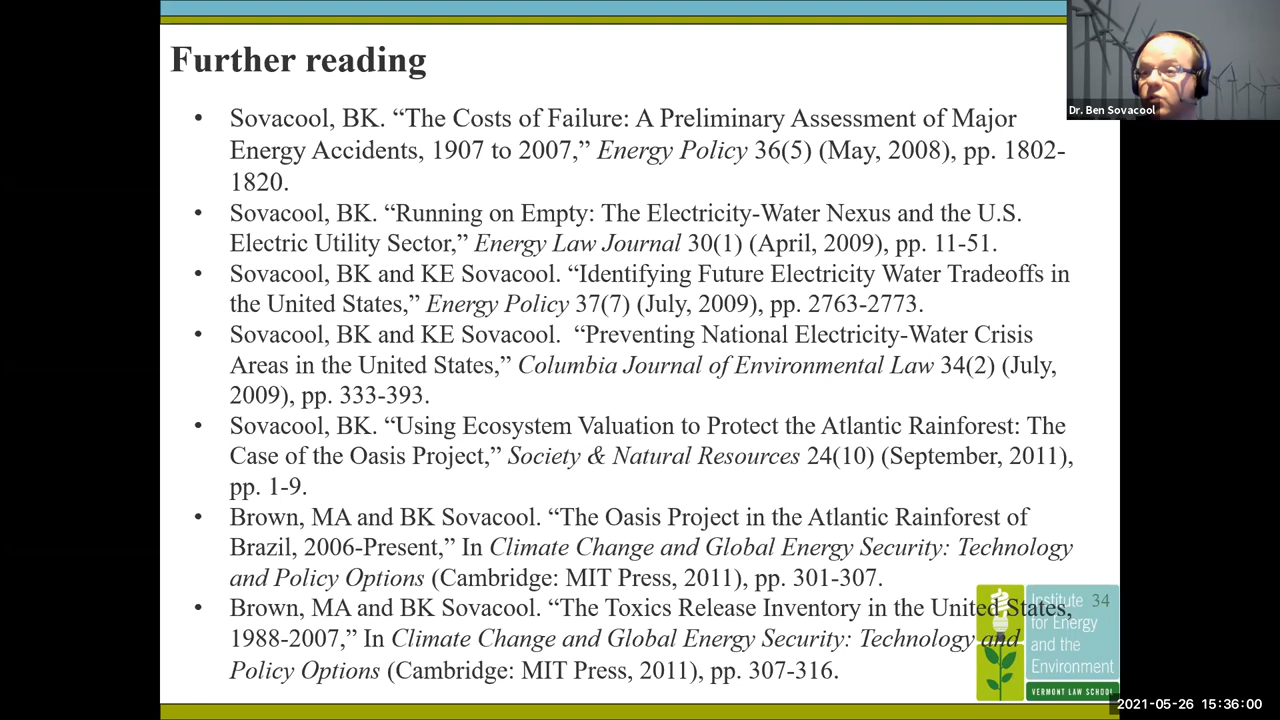 Further reading
• Sovacool, BK. “The Costs of Failure: A Preliminary Assessment of Major
Energy Accidents, 1907 to 2007,” Energy Policy 36(5) (May, 2008), pp. 1802-
1820.
• Sovacool, BK. “Running on Empty: The Electricity-Water Nexus and the U.S.
Electric Utility Sector,” Energy Law Journal 30(1) (April, 2009), pp. 11-51.
• Sovacool, BK and KE Sovacool. “Identifying Future Electricity Water Tradeoffs in
the United States,” Energy Policy 37(7) (July, 2009), pp. 2763-2773.
• Sovacool, BK and KE Sovacool. “Preventing National Electricity-Water Crisis
Areas in the United States,” Columbia Journal of Environmental Law 34(2) (July,
2009), pp. 333-393.
• Sovacool, BK. “Using Ecosystem Valuation to Protect the Atlantic Rainforest: The
Case of the Oasis Project,” Society & Natural Resources 24(10) (September, 2011),
pp. 1-9.
• Brown, MA and BK Sovacool. “The Oasis Project in the Atlantic Rainforest of
Brazil, 2006-Present,” In Climate Change and Global Energy Security: Technology
and Policy Options (Cambridge: MIT Press, 2011), pp. 301-307.
• Brown, MA and BK Sovacool. “The Toxics Release Inventory in the United States,
1988-2007,” In Climate Change and Global Energy Security: Technology and
Policy Options (Cambridge: MIT Press, 2011), pp. 307-316.
Dr. Ben Sovacool
Institute 34
for Energy
and the
Environment
VERMONT LAW SCHOOL
2021-05-26 15:36:00